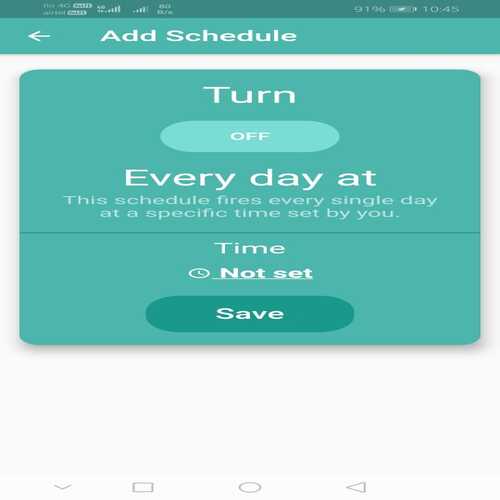 Jio 4G VoLTE
airtel VoLTE
4G
80
B/s
91%
10:45
Add Schedule
Turn
OFF
Every day at
This schedule fires every single day
at a specific time set by you.
Time
Not set
Save